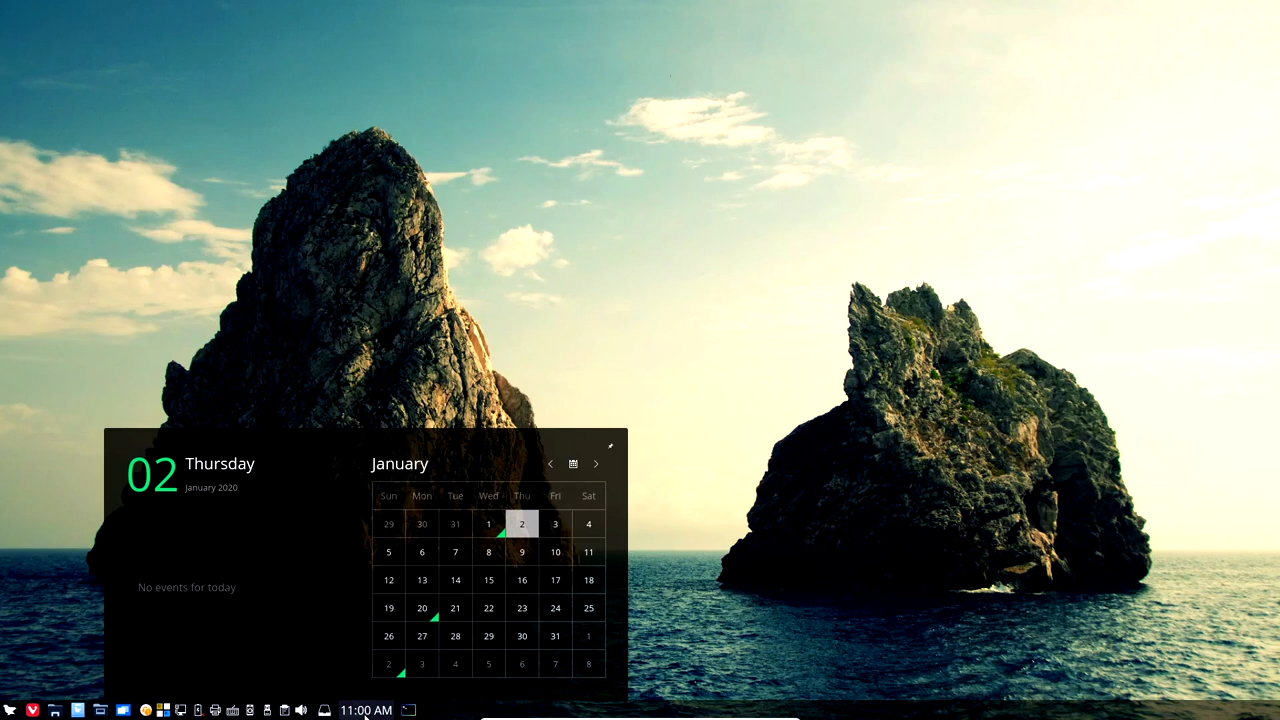 02 Thursday
January 2020
No events for today
January
Sun Mon Tue Wed Thu Fri Sat
29 30 31 1 2 3 4
5 6 7 8 9 10 11
12 13 14 15 16 17 18
19 20 21 22 23 24 25
26 27 28 29 30 31 1
2 3 4 5 6 7 8
11:00 AM